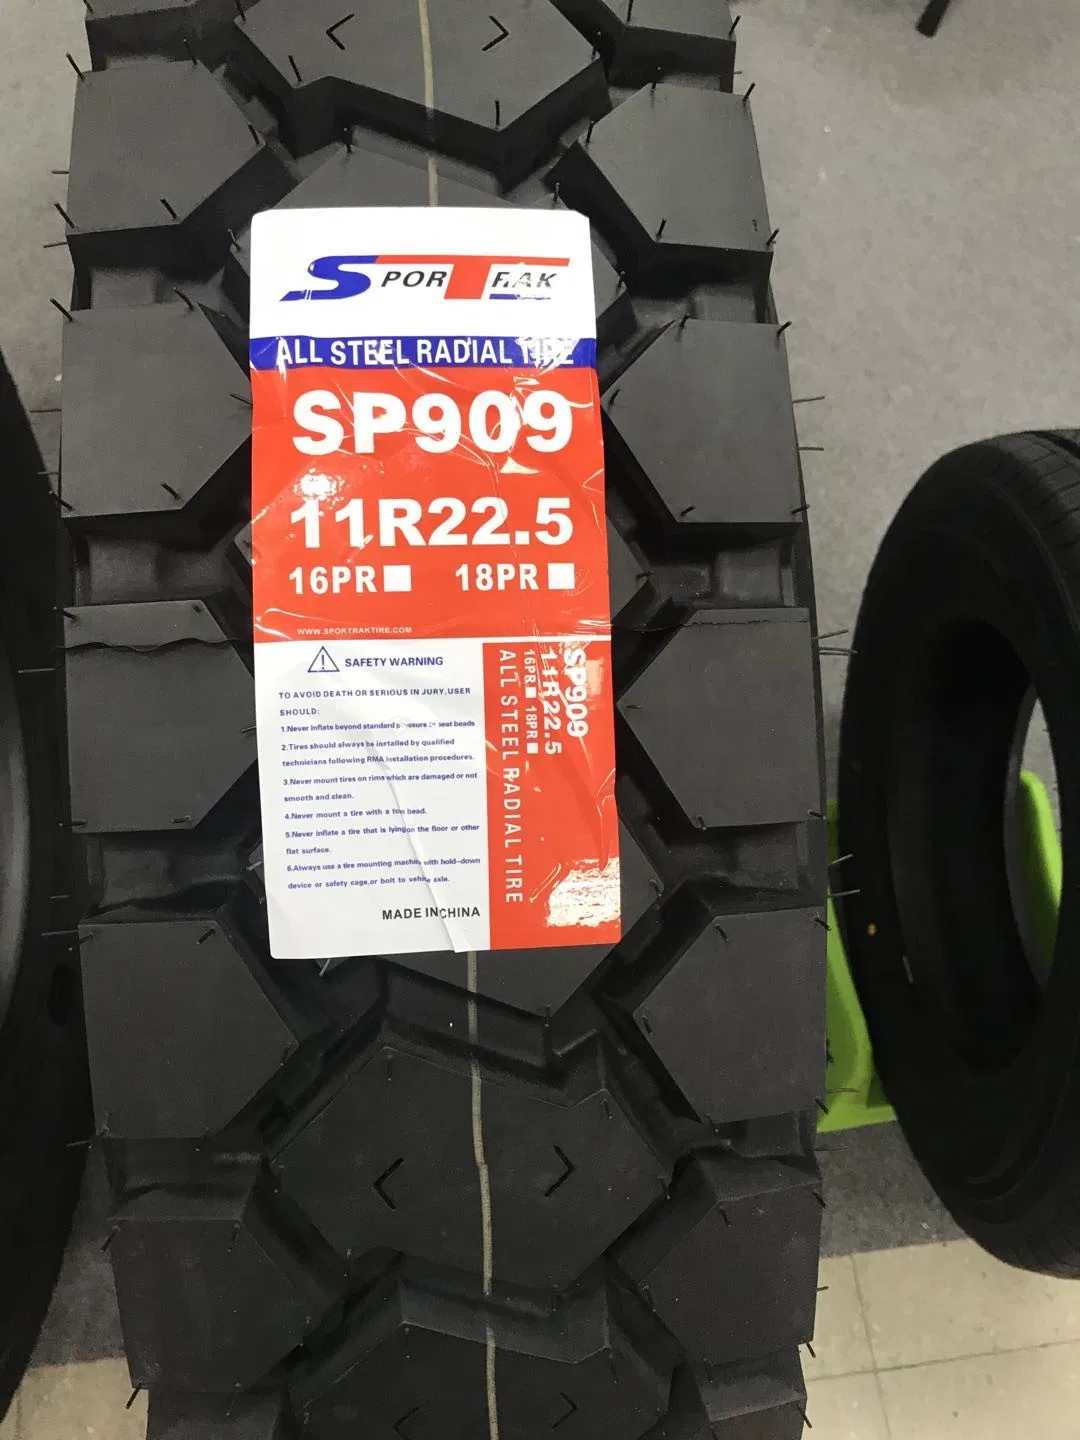 SPORTRAK
ALL STEEL RADIAL TIRE
SP909
11R22.5
16PR 18PR
WWW.SPORTRAKTIRE.COM
SAFETY WARNING
TO AVOID DEATH OR SERIOUS IN JURY,USER
SHOULD:
1.Never inflate beyond standard pressure to seat beads
2.Tires should always be installed by qualified
technicians following RMA installation procedures.
3.Never mount tires on rims which are damaged or not
smooth and clean.
4.Never mount a tire with a torn bead.
5.Never inflate a tire that is lying on the floor or other
flat surface.
6.Always use a tire mounting machine with hold-down
device or safety cage,or bolt to vehicle axle.
MADE IN CHINA
SP909
11R22.5
16PR 18PR
ALL STEEL RADIAL TIRE